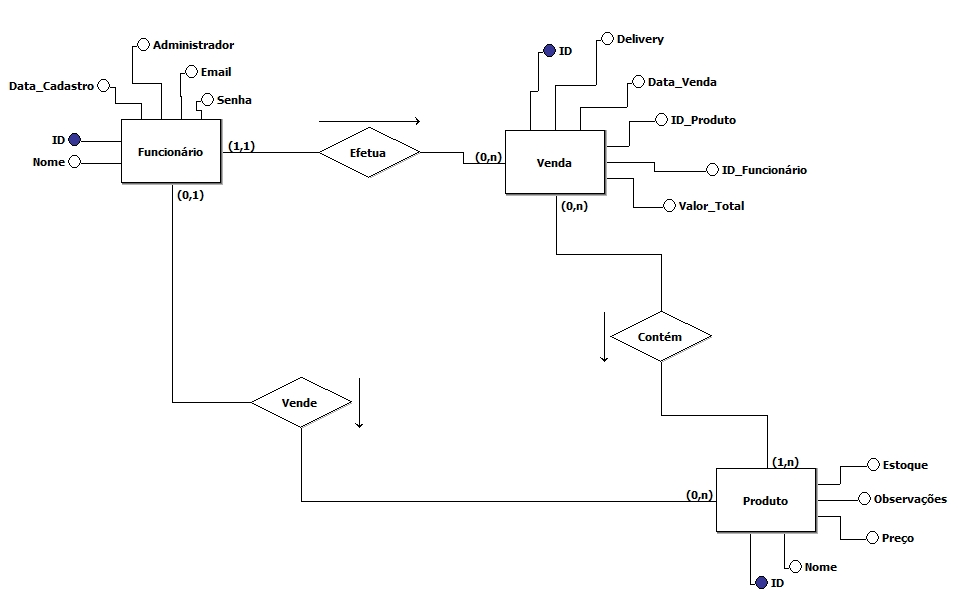 Administrador
Data_Cadastro
Email
Senha
ID
Nome
Funcionário
(1,1)
(0,1)
Efetua
(0,n)
ID
Delivery
Data_Venda
ID_Produto
ID_Funcionário
Valor_Total
Venda
(0,n)
Contém
Vende
(0,n)
(1,n)
Produto
Estoque
Observações
Preço
Nome
ID